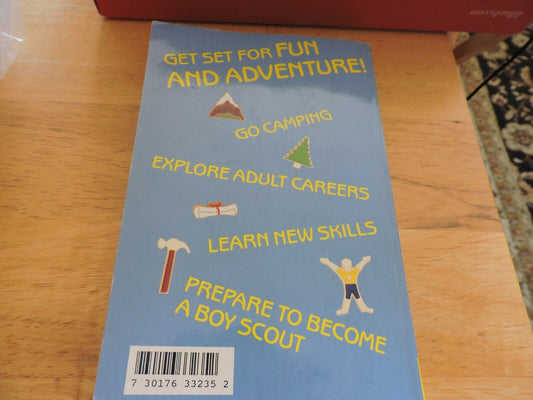 GET SET FOR FUN
AND ADVENTURE!
GO CAMPING
EXPLORE ADULT CAREERS
LEARN NEW SKILLS
PREPARE TO BECOME
A BOY SCOUT
7 30176 33235 2